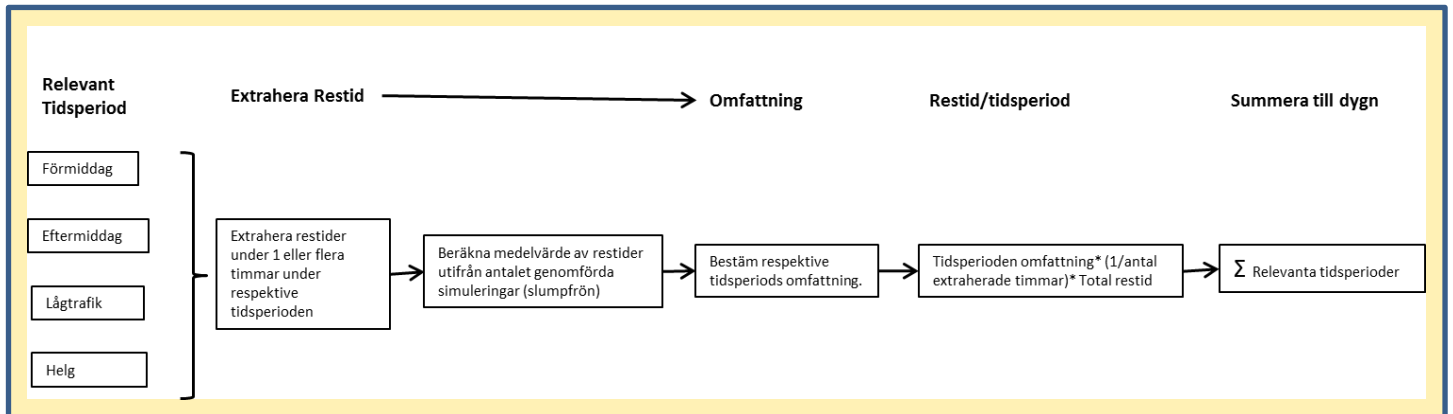 Relevant
Tidsperiod
Extrahera Restid
Omfattning
Restid/tidsperiod
Summera till dygn
Förmiddag
Eftermiddag
Lågtrafik
Helg
Extrahera restider
under 1 eller flera
timmar under
respektive
tidsperioden
Beräkna medelvärde av restider
utifrån antalet genomförda
simuleringar (slumpfrön)
Bestäm respektive
tidsperiods omfattning.
Tidsperioden omfattning* (1/antal
extraherade timmar)* Total restid
Σ Relevanta tidsperioder